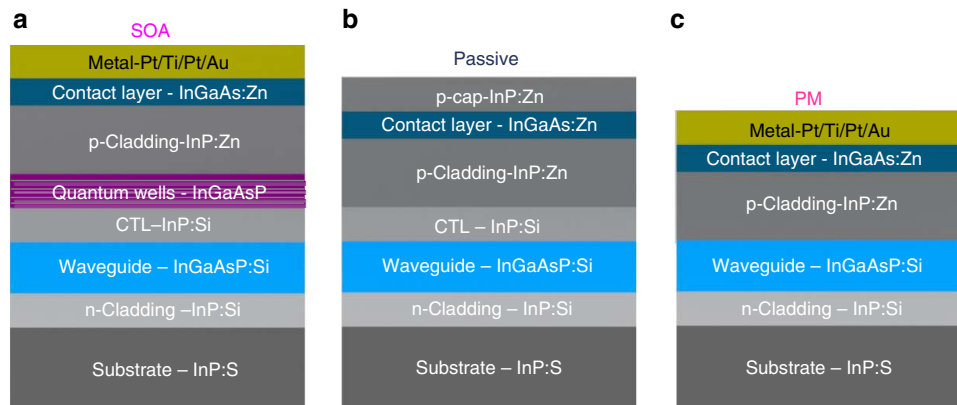 a
SOA
Metal-Pt/Ti/Pt/Au
Contact layer - InGaAs:Zn
p-Cladding-InP:Zn
Quantum wells - InGaAsP
CTL–InP:Si
Waveguide – InGaAsP:Si
n-Cladding –InP:Si
Substrate – InP:S
b
Passive
p-cap-InP:Zn
Contact layer - InGaAs:Zn
p-Cladding-InP:Zn
CTL – InP:Si
Waveguide – InGaAsP:Si
n-Cladding – InP:Si
Substrate – InP:S
c
PM
Metal-Pt/Ti/Pt/Au
Contact layer - InGaAs:Zn
p-Cladding-InP:Zn
Waveguide – InGaAsP:Si
n-Cladding – InP:Si
Substrate – InP:S